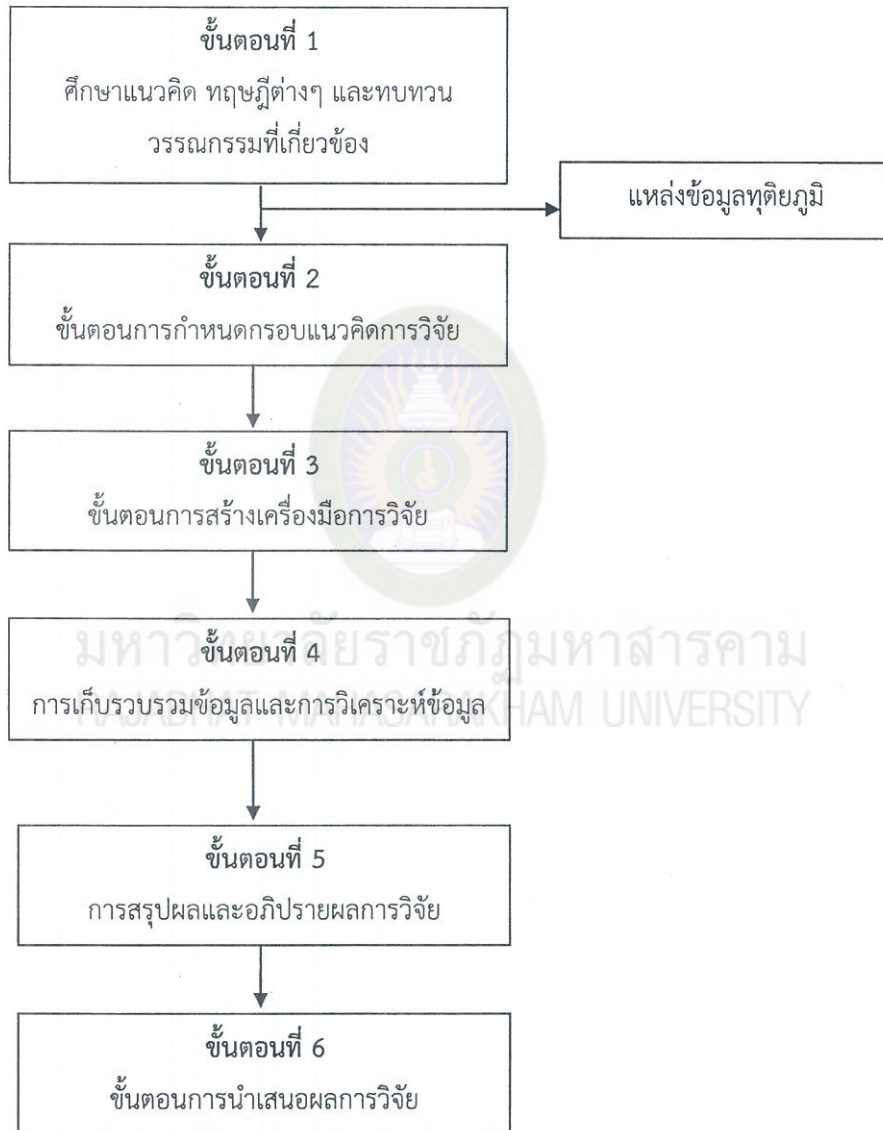 ขั้นตอนที่ 1
ศึกษาแนวคิด ทฤษฎีต่างๆ และทบทวน
วรรณกรรมที่เกี่ยวข้อง
แหล่งข้อมูลทุติยภูมิ
ขั้นตอนที่ 2
ขั้นตอนการกำหนดกรอบแนวคิดการวิจัย
ขั้นตอนที่ 3
ขั้นตอนการสร้างเครื่องมือการวิจัย
มหาวิทยาลัยราชภัฏมหาสารคาม
ขั้นตอนที่ 4
การเก็บรวบรวมข้อมูลและการวิเคราะห์ข้อมูล
RAJABHAT MAHASARAKHAM UNIVERSITY
ขั้นตอนที่ 5
การสรุปผลและอภิปรายผลการวิจัย
ขั้นตอนที่ 6
ขั้นตอนการนำเสนอผลการวิจัย